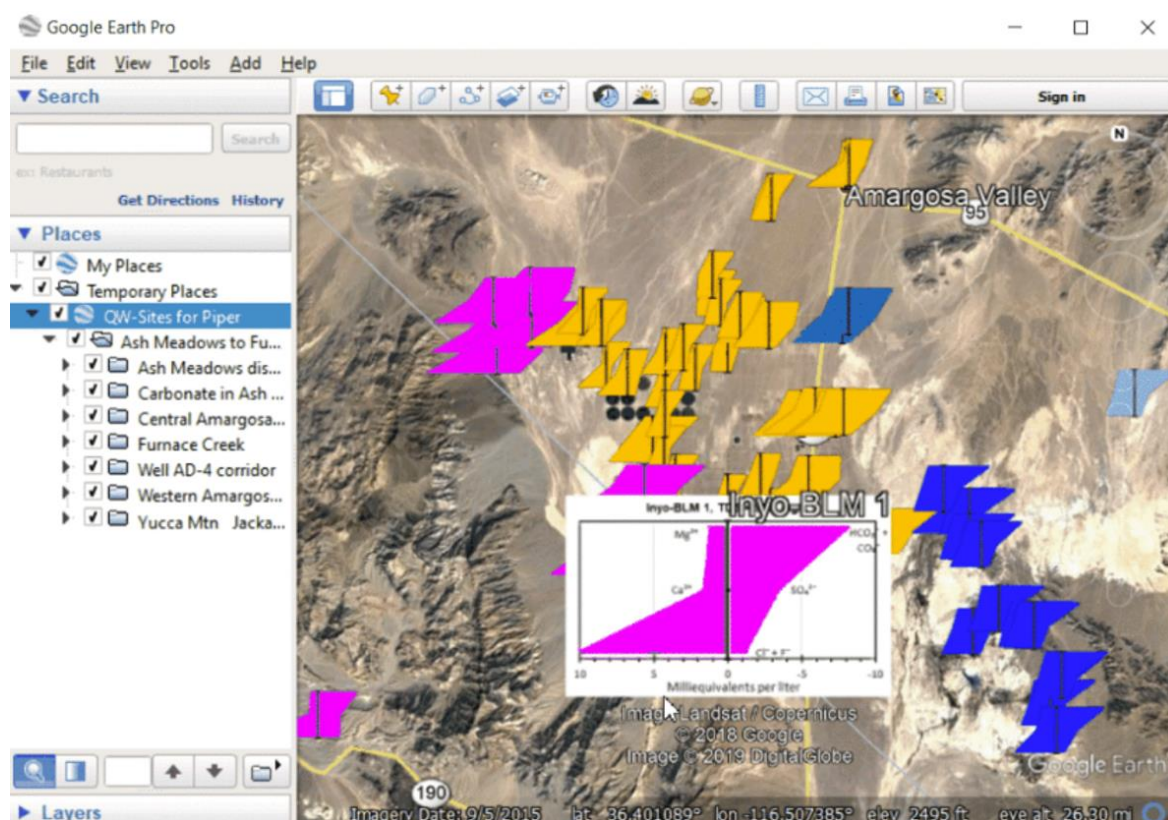 Google Earth Pro
File Edit View Tools Add Help
Search
Search
ex: Restaurants
Get Directions History
Places
My Places
Temporary Places
QW-Sites for Piper
Ash Meadows to Fu...
Ash Meadows dis...
Carbonate in Ash ...
Central Amargosa...
Furnace Creek
Well AD-4 corridor
Western Amargos...
Yucca Mtn Jacka...
Layers
Sign in
N
Amargosa Valley
95
Inyo-BLM 1
Inyo-BLM 1,
Mg²⁺
HCO₃⁻ +
CO₃
Ca²⁺
SO₄²⁻
Cl⁻ + F⁻
10 5 0 -5 -10
Milliequivalents per liter
Image Landsat / Copernicus
© 2018 Google
Image © 2019 DigitalGlobe
Google Earth
190
Imagery Date: 9/5/2015 lat 36.401089° lon -116.507385° elev 2495 ft eye alt 26.30 mi